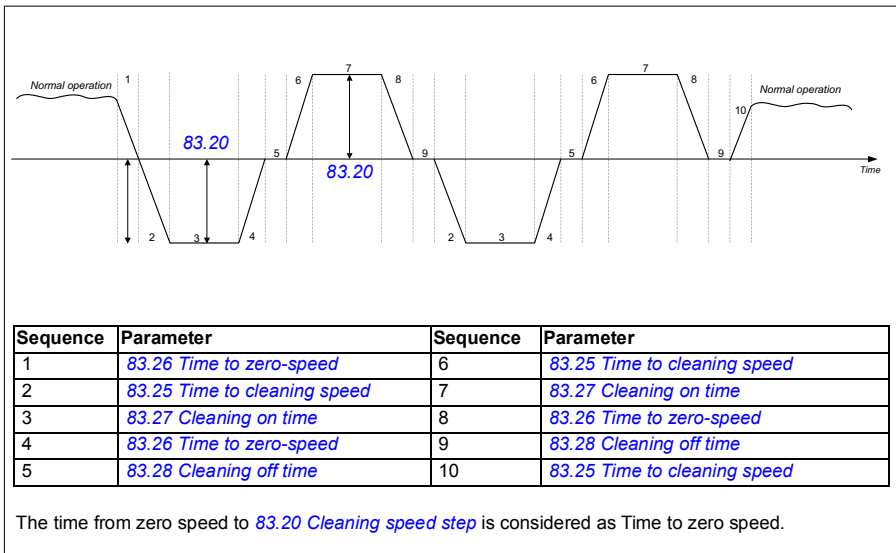 Normal operation
1
2
83.20
3
4
5
6
7
83.20
8
9
2
3
4
5
6
7
8
9
10
Normal operation
Time
Sequence Parameter Sequence Parameter
1 83.26 Time to zero-speed 6 83.25 Time to cleaning speed
2 83.25 Time to cleaning speed 7 83.27 Cleaning on time
3 83.27 Cleaning on time 8 83.26 Time to zero-speed
4 83.26 Time to zero-speed 9 83.28 Cleaning off time
5 83.28 Cleaning off time 10 83.25 Time to cleaning speed
The time from zero speed to 83.20 Cleaning speed step is considered as Time to zero speed.